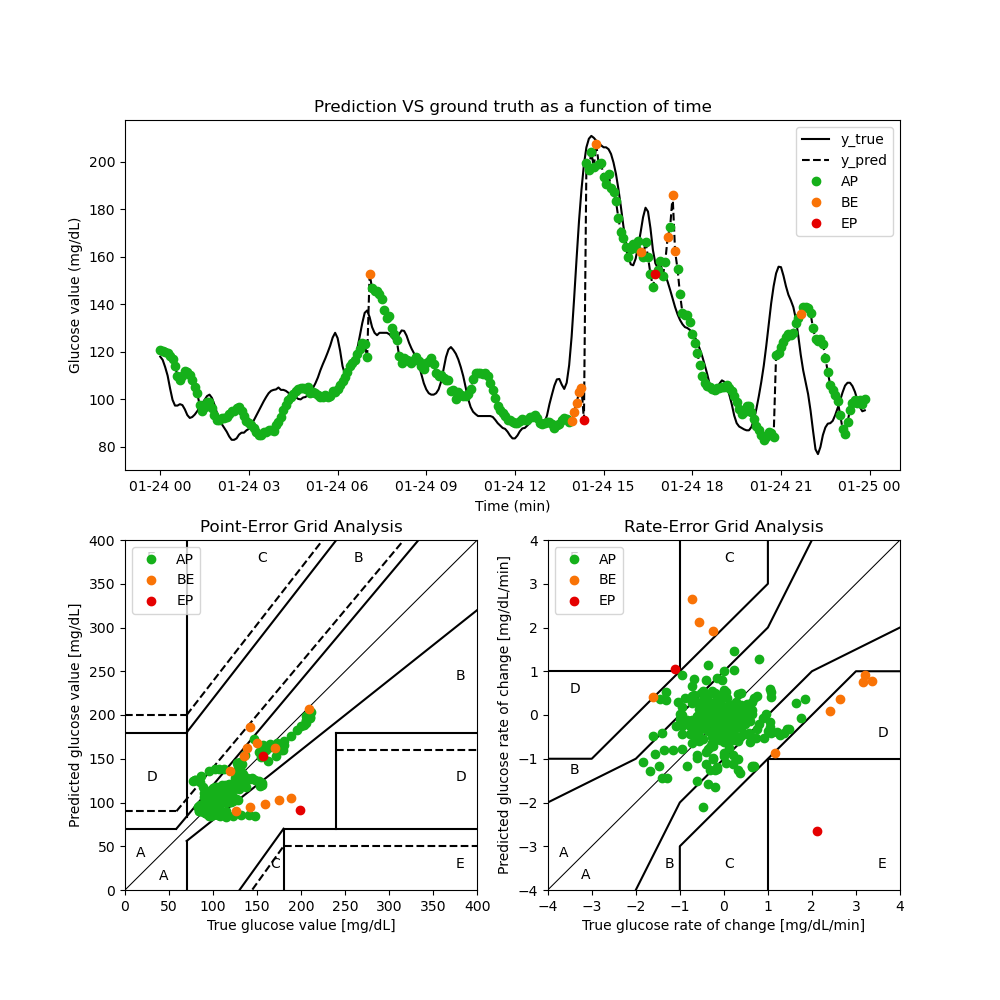 Prediction VS ground truth as a function of time
Glucose value (mg/dL)
200
180
160
140
120
100
80
y_true
y_pred
AP
BE
EP
01-24 00 01-24 03 01-24 06 01-24 09 01-24 12 01-24 15 01-24 18 01-24 21 01-25 00
Time (min)
Point-Error Grid Analysis
Predicted glucose value [mg/dL]
400
350
300
250
200
150
100
50
0
AP
BE
EP
C B
B
D D
A
A C E
0 50 100 150 200 250 300 350 400
True glucose value [mg/dL]
Rate-Error Grid Analysis
Predicted glucose rate of change [mg/dL/min]
4
3
2
1
0
−1
−2
−3
−4
AP
BE
EP
C
D
D
B
A
A B C E
−4 −3 −2 −1 0 1 2 3 4
True glucose rate of change [mg/dL/min]